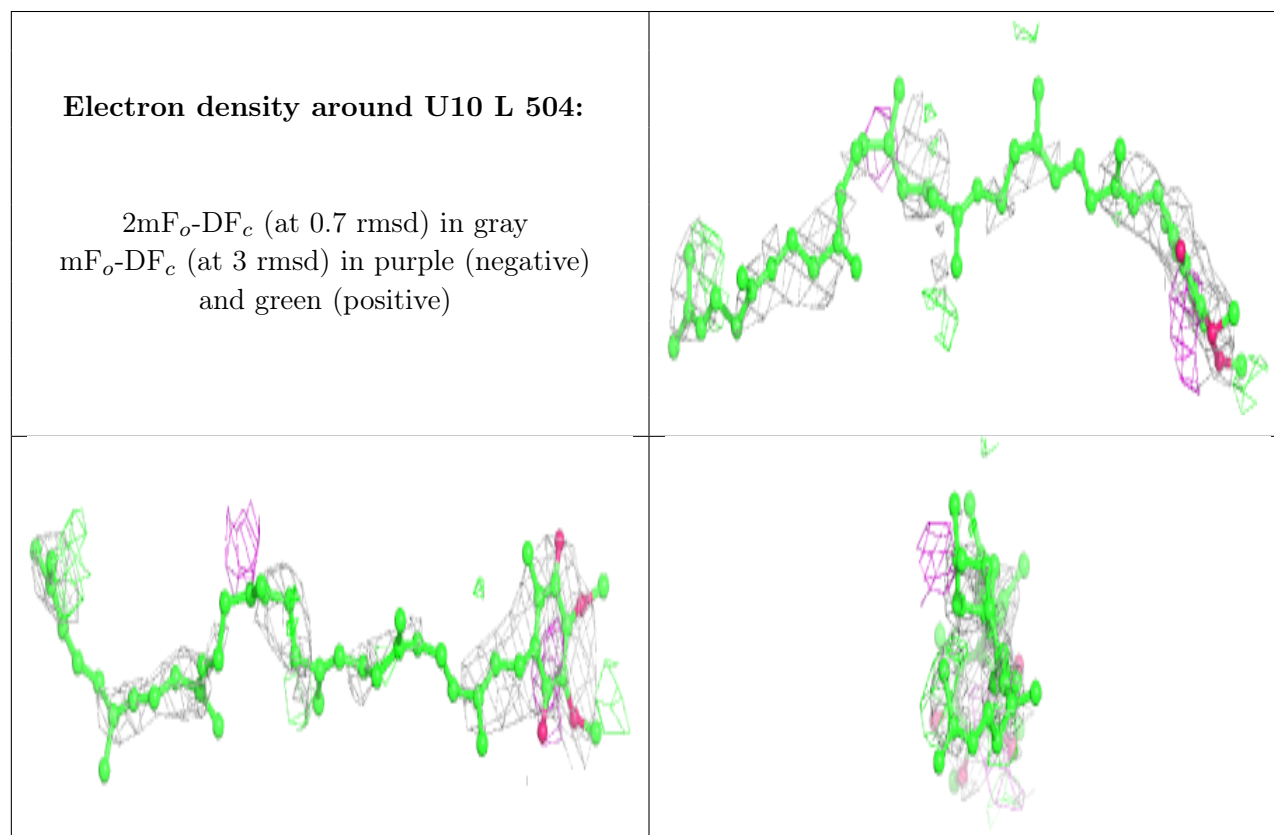 Electron density around U10 L 504:
2mFₒ-DF𝒸 (at 0.7 rmsd) in gray
mFₒ-DF𝒸 (at 3 rmsd) in purple (negative)
and green (positive)